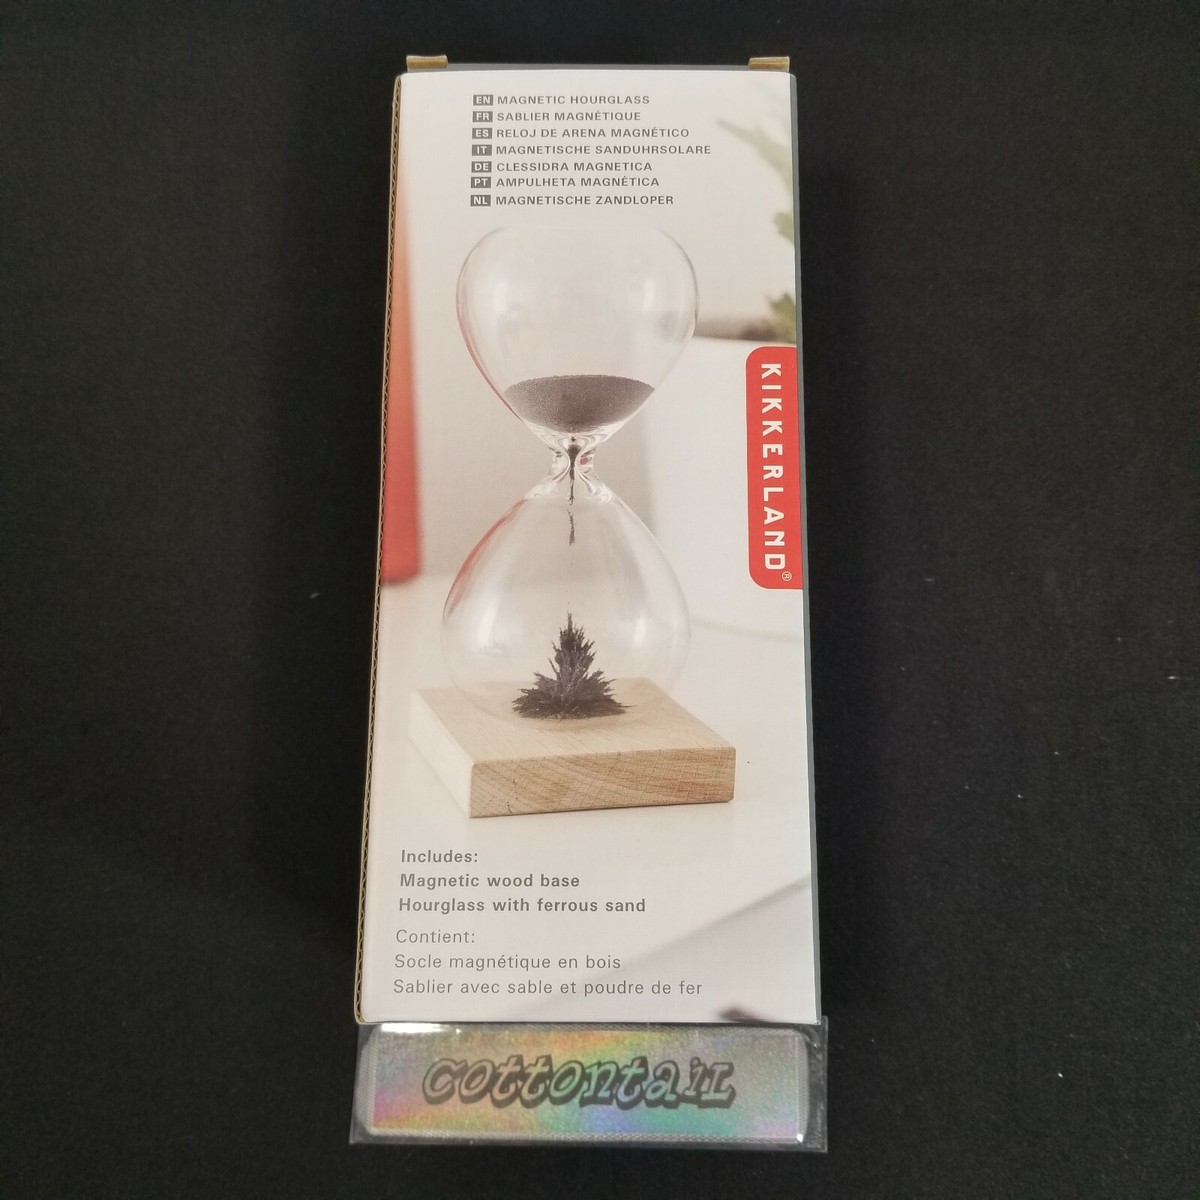 EN MAGNETIC HOURGLASS
FR SABLIER MAGNÉTIQUE
ES RELOJ DE ARENA MAGNÉTICO
IT MAGNETISCHE SANDUHRSOLARE
DE CLESSIDRA MAGNETICA
PT AMPULHETA MAGNÉTICA
NL MAGNETISCHE ZANDLOPER
KIKKERLAND®
Includes:
Magnetic wood base
Hourglass with ferrous sand
Contient:
Socle magnétique en bois
Sablier avec sable et poudre de fer
cottontaiL